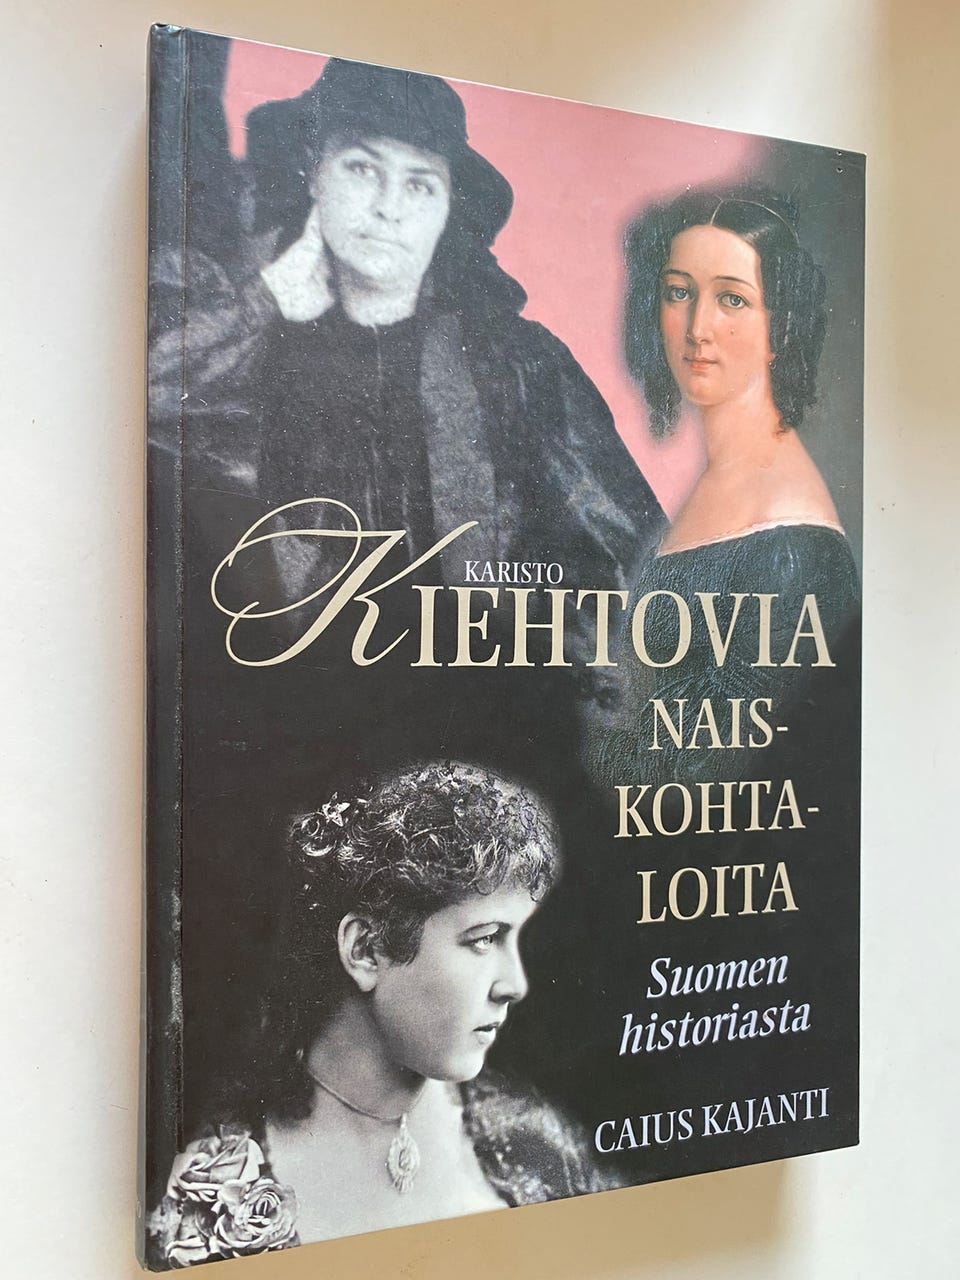 KARISTO
KIEHTOVIA
NAIS-
KOHTA-
LOITA
Suomen
historiasta
CAIUS KAJANTI